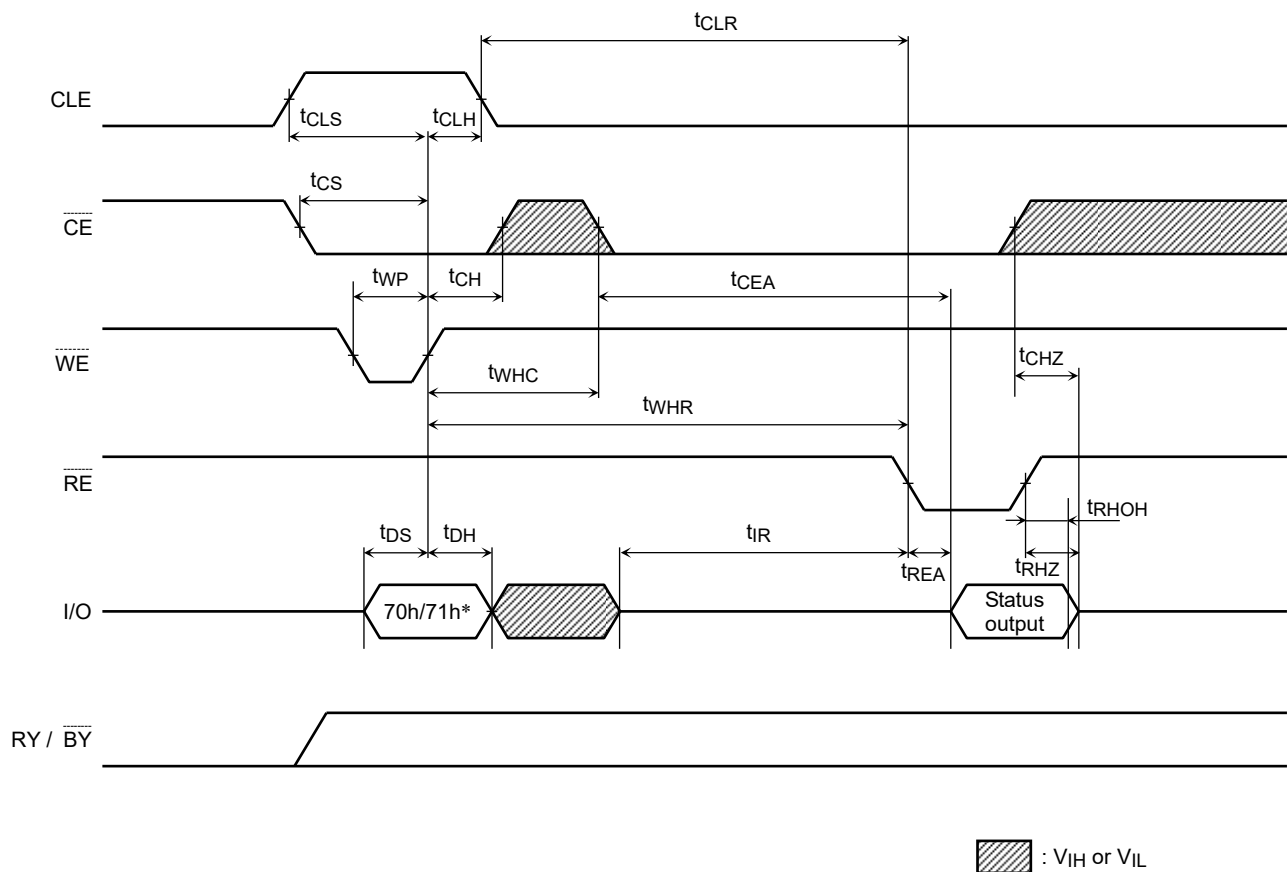 tCLR
CLE
tCLS
tCLH
tCS
CE
tWP
tCH
tCEA
WE
tCHZ
tWHC
tWHR
RE
tRHOH
tDS
tDH
tIR
tREA
tRHZ
I/O
70h/71h*
Status
output
RY / BY
: VIH or VIL